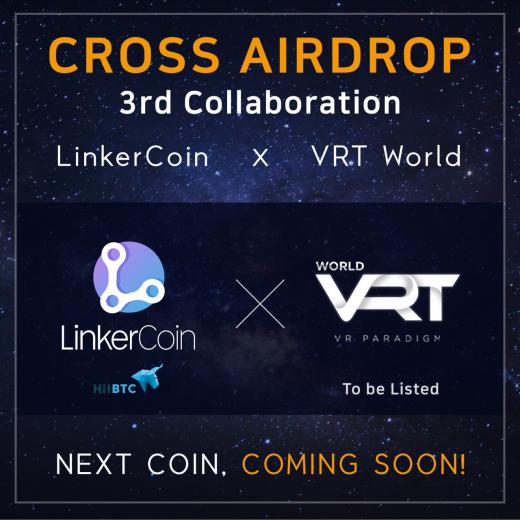 CROSS AIRDROP
3rd Collaboration
LinkerCoin x VRT World
LinkerCoin
HitBTC
WORLD
VRT
VR PARADIGM
To be Listed
NEXT COIN, COMING SOON!